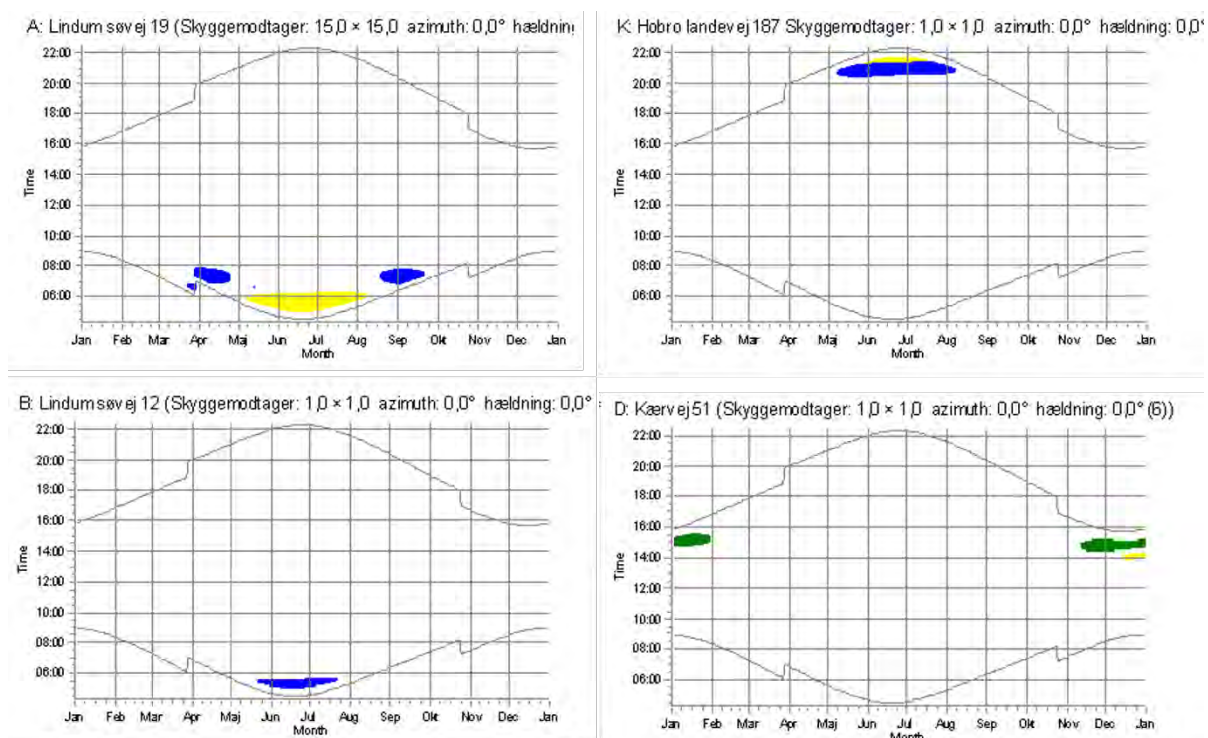 A: Lindum søvej 19 (Skyggemodtager: 15,0 × 15,0 azimuth: 0,0° hældnin
22:00
20:00
18:00
16:00
14:00
12:00
10:00
08:00
06:00
Time
Jan Feb Mar Apr Maj Jun Jul Aug Sep Okt Nov Dec Jan
Month
K: Hobro landevej 187 Skyggemodtager: 1,0 × 1,0 azimuth: 0,0° hældning: 0,0°
22:00
20:00
18:00
16:00
14:00
12:00
10:00
08:00
06:00
Time
Jan Feb Mar Apr Maj Jun Jul Aug Sep Okt Nov Dec Jan
Month
B: Lindum søvej 12 (Skyggemodtager: 1,0 × 1,0 azimuth: 0,0° hældning: 0,0°
22:00
20:00
18:00
16:00
14:00
12:00
10:00
08:00
06:00
Time
Jan Feb Mar Apr Maj Jun Jul Aug Sep Okt Nov Dec Jan
Month
D: Kærvej 51 (Skyggemodtager: 1,0 × 1,0 azimuth: 0,0° hældning: 0,0° (6))
22:00
20:00
18:00
16:00
14:00
12:00
10:00
08:00
06:00
Time
Jan Feb Mar Apr Maj Jun Jul Aug Sep Okt Nov Dec Jan
Month